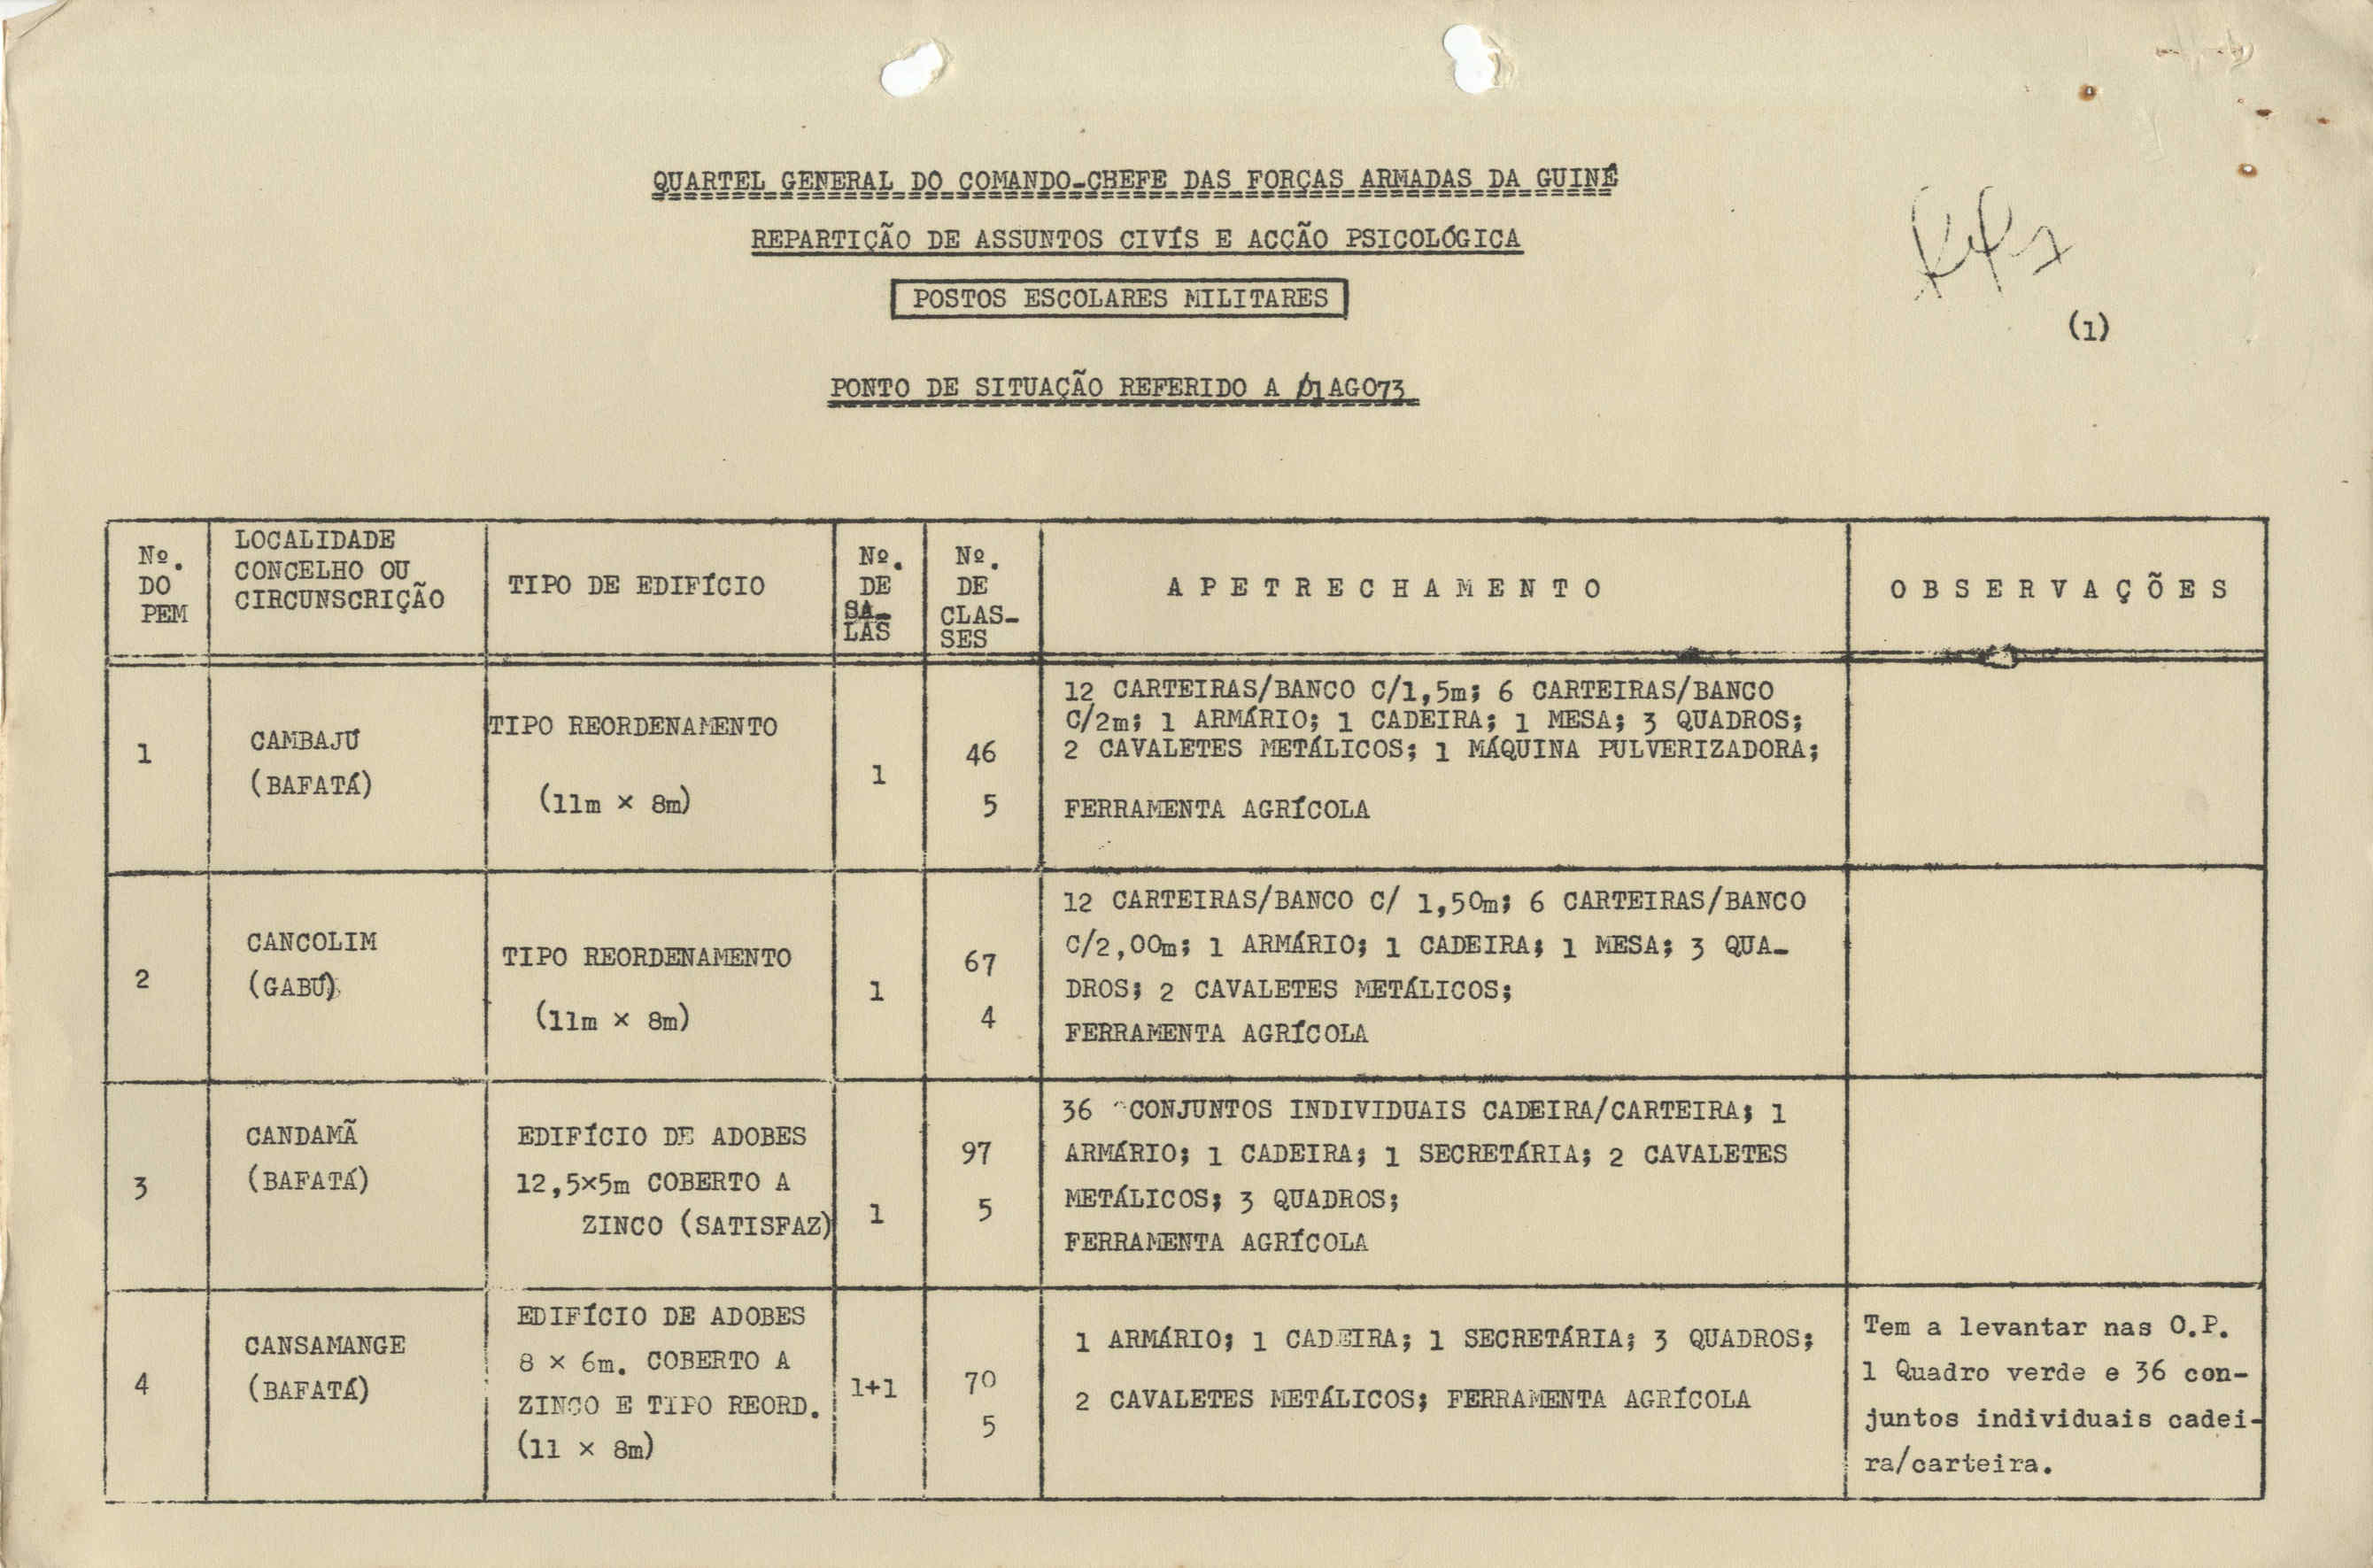 QUARTEL GENERAL DO COMANDO-CHEFE DAS FORÇAS ARMADAS DA GUINÉ
REPARTIÇÃO DE ASSUNTOS CIVÍS E ACÇÃO PSICOLÓGICA
POSTOS ESCOLARES MILITARES
(1)
PONTO DE SITUAÇÃO REFERIDO A 01AGO73
Nº.
DO
PEM
LOCALIDADE
CONCELHO OU
CIRCUNSCRIÇÃO
TIPO DE EDIFÍCIO
Nº.
DE
SA-
LAS
Nº.
DE
CLAS-
SES
APETRECHAMENTO
OBSERVAÇÕES
1
CAMBAJÚ
(BAFATÁ)
TIPO REORDENAMENTO
(11m × 8m)
1
46
5
12 CARTEIRAS/BANCO C/1,5m; 6 CARTEIRAS/BANCO
C/2m; 1 ARMÁRIO; 1 CADEIRA; 1 MESA; 3 QUADROS;
2 CAVALETES METÁLICOS; 1 MÁQUINA PULVERIZADORA;
FERRAMENTA AGRÍCOLA
2
CANCOLIM
(GABÚ)
TIPO REORDENAMENTO
(11m × 8m)
1
67
4
12 CARTEIRAS/BANCO C/ 1,50m; 6 CARTEIRAS/BANCO
C/2,00m; 1 ARMÁRIO; 1 CADEIRA; 1 MESA; 3 QUA-
DROS; 2 CAVALETES METÁLICOS;
FERRAMENTA AGRÍCOLA
3
CANDAMÃ
(BAFATÁ)
EDIFÍCIO DE ADOBES
12,5×5m COBERTO A
ZINCO (SATISFAZ)
1
97
5
36 CONJUNTOS INDIVIDUAIS CADEIRA/CARTEIRA; 1
ARMÁRIO; 1 CADEIRA; 1 SECRETÁRIA; 2 CAVALETES
METÁLICOS; 3 QUADROS;
FERRAMENTA AGRÍCOLA
4
CANSAMANGE
(BAFATÁ)
EDIFÍCIO DE ADOBES
8 × 6m. COBERTO A
ZINCO E TIPO REORD.
(11 × 8m)
1+1
70
5
1 ARMÁRIO; 1 CADEIRA; 1 SECRETÁRIA; 3 QUADROS;
2 CAVALETES METÁLICOS; FERRAMENTA AGRÍCOLA
Tem a levantar nas O.P.
1 Quadro verde e 36 con-
juntos individuais cadei-
ra/carteira.